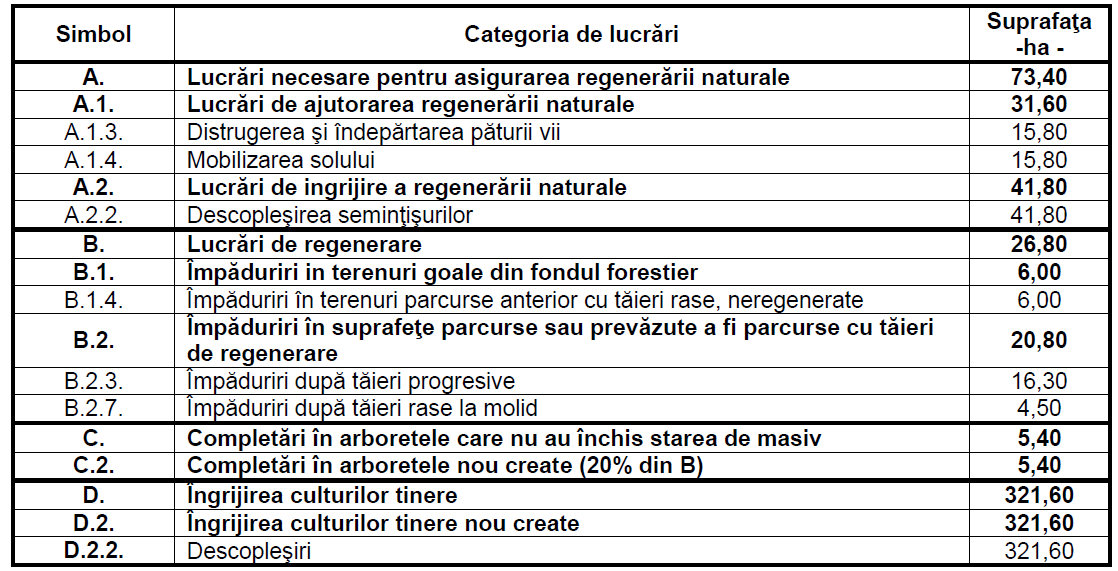 Simbol Categoria de lucrări Suprafaţa
-ha -
A. Lucrări necesare pentru asigurarea regenerării naturale 73,40
A.1. Lucrări de ajutorarea regenerării naturale 31,60
A.1.3. Distrugerea şi îndepărtarea păturii vii 15,80
A.1.4. Mobilizarea solului 15,80
A.2. Lucrări de ingrijire a regenerării naturale 41,80
A.2.2. Descopleşirea seminţişurilor 41,80
B. Lucrări de regenerare 26,80
B.1. Împăduriri in terenuri goale din fondul forestier 6,00
B.1.4. Împăduriri în terenuri parcurse anterior cu tăieri rase, neregenerate 6,00
B.2. Împăduriri în suprafeţe parcurse sau prevăzute a fi parcurse cu tăieri
de regenerare 20,80
B.2.3. Împăduriri după tăieri progresive 16,30
B.2.7. Împăduriri după tăieri rase la molid 4,50
C. Completări în arboretele care nu au închis starea de masiv 5,40
C.2. Completări în arboretele nou create (20% din B) 5,40
D. Îngrijirea culturilor tinere 321,60
D.2. Îngrijirea culturilor tinere nou create 321,60
D.2.2. Descopleşiri 321,60